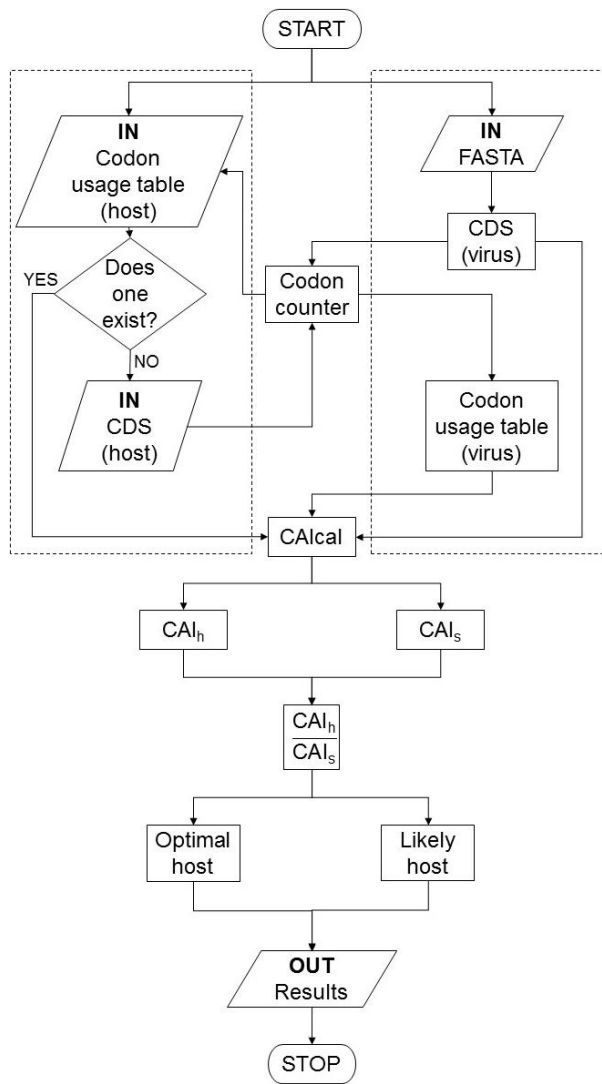 START
IN
Codon
usage table
(host)
IN
FASTA
CDS
(virus)
YES
Does
one
exist?
Codon
counter
NO
IN
CDS
(host)
Codon
usage table
(virus)
CAIcal
CAIh
CAIs
CAIh
CAIs
Optimal
host
Likely
host
OUT
Results
STOP